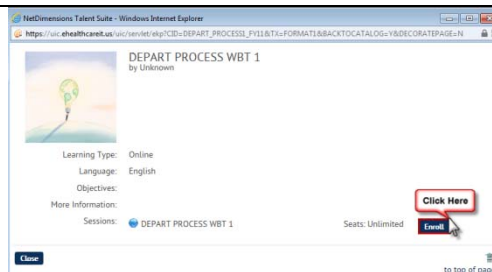 NetDimensions Talent Suite - Windows Internet Explorer
https://uic.ehealthcareit.us/uic/servlet/ekp?CID=DEPART_PROCESS1_FY11&TX=FORMAT1&BACKTOCATALOG=Y&DECORATEPAGE=N
DEPART PROCESS WBT 1
by Unknown
Learning Type: Online
Language: English
Objectives:
More Information:
Click Here
Sessions: DEPART PROCESS WBT 1 Seats: Unlimited Enroll
Close
to top of page